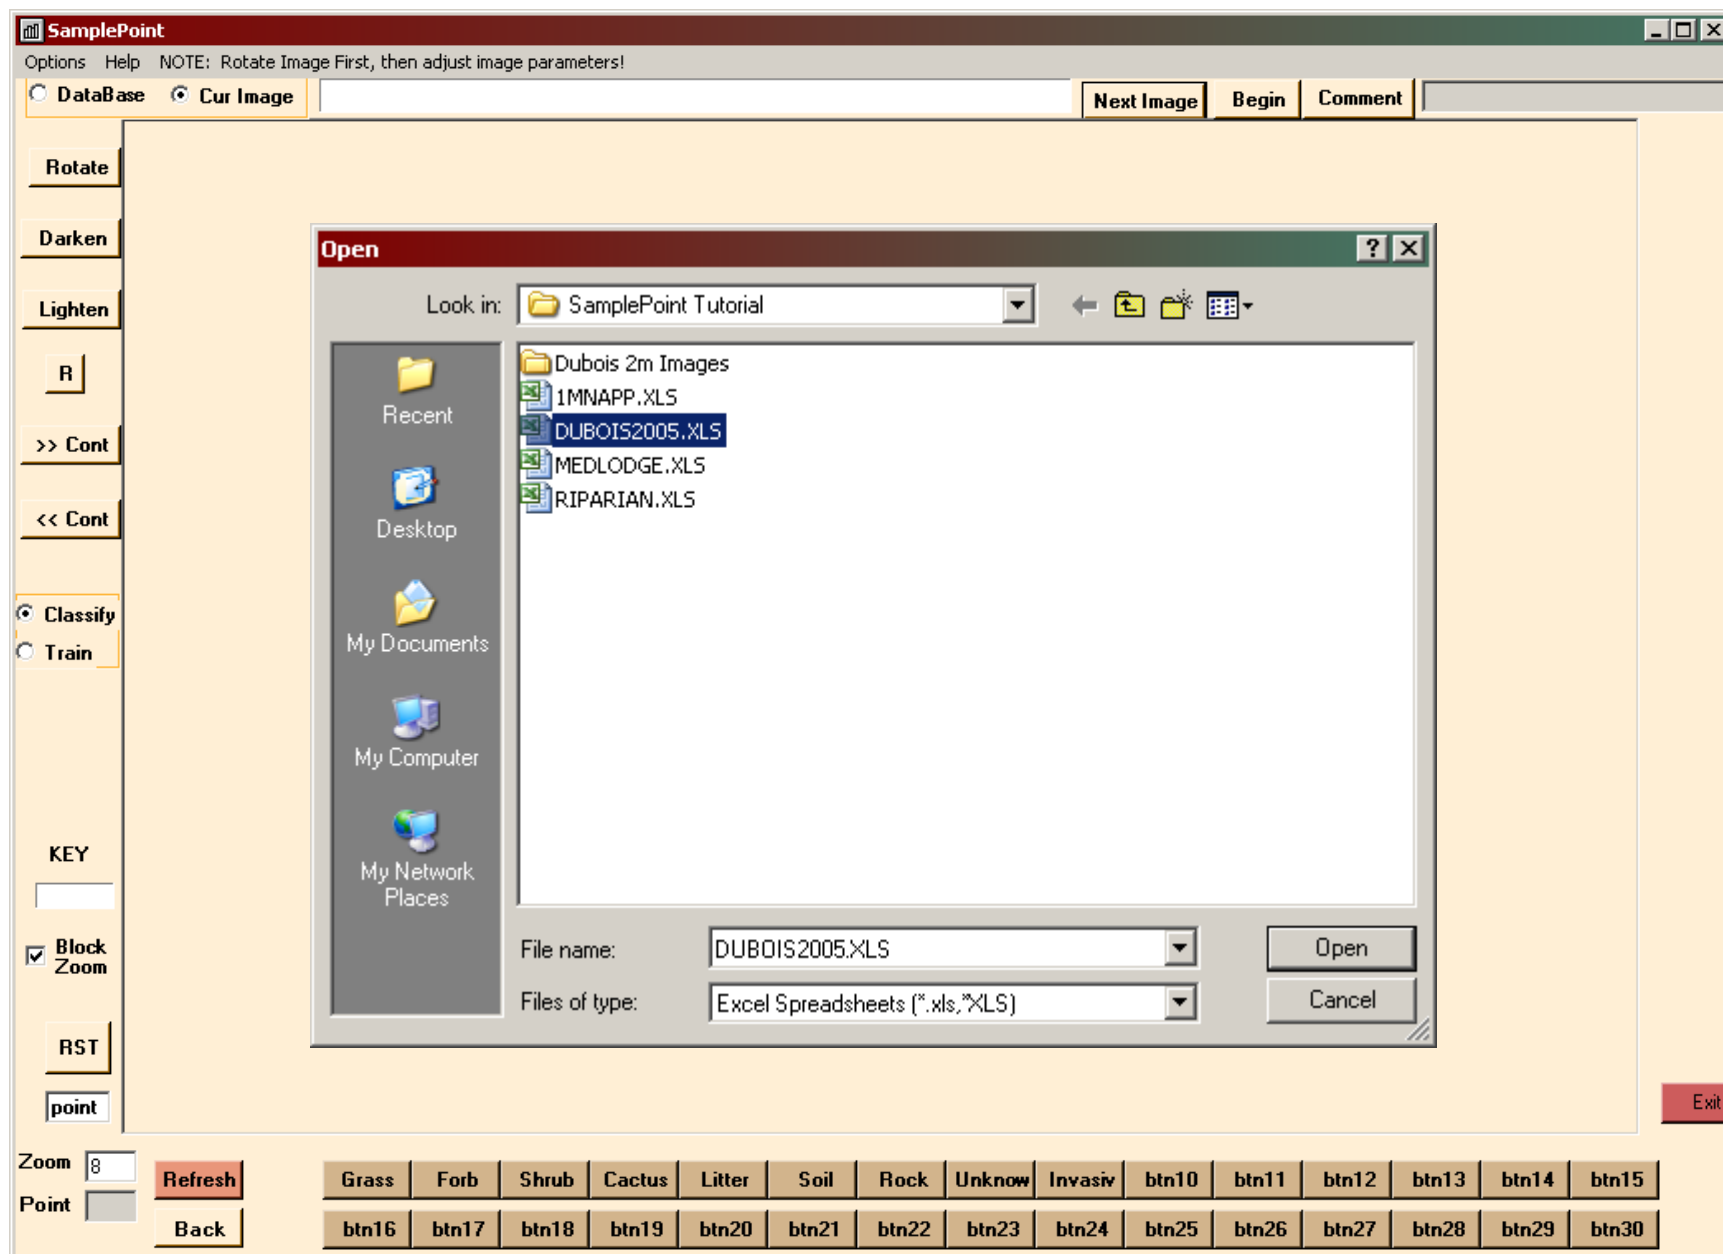 SamplePoint
Options Help NOTE: Rotate Image First, then adjust image parameters!
DataBase Cur Image Next Image Begin Comment
Rotate
Darken
Lighten
R
>> Cont
<< Cont
Classify
Train
KEY
Block
Zoom
RST
point
Open
Look in: SamplePoint Tutorial
Recent
Desktop
My Documents
My Computer
My Network
Places
Dubois 2m Images
1MNAPP.XLS
DUBOIS2005.XLS
MEDLODGE.XLS
RIPARIAN.XLS
File name: DUBOIS2005.XLS Open
Files of type: Excel Spreadsheets (*.xls,*XLS) Cancel
Exit
Zoom 8
Point
Refresh
Back
Grass Forb Shrub Cactus Litter Soil Rock Unknow Invasiv btn10 btn11 btn12 btn13 btn14 btn15
btn16 btn17 btn18 btn19 btn20 btn21 btn22 btn23 btn24 btn25 btn26 btn27 btn28 btn29 btn30